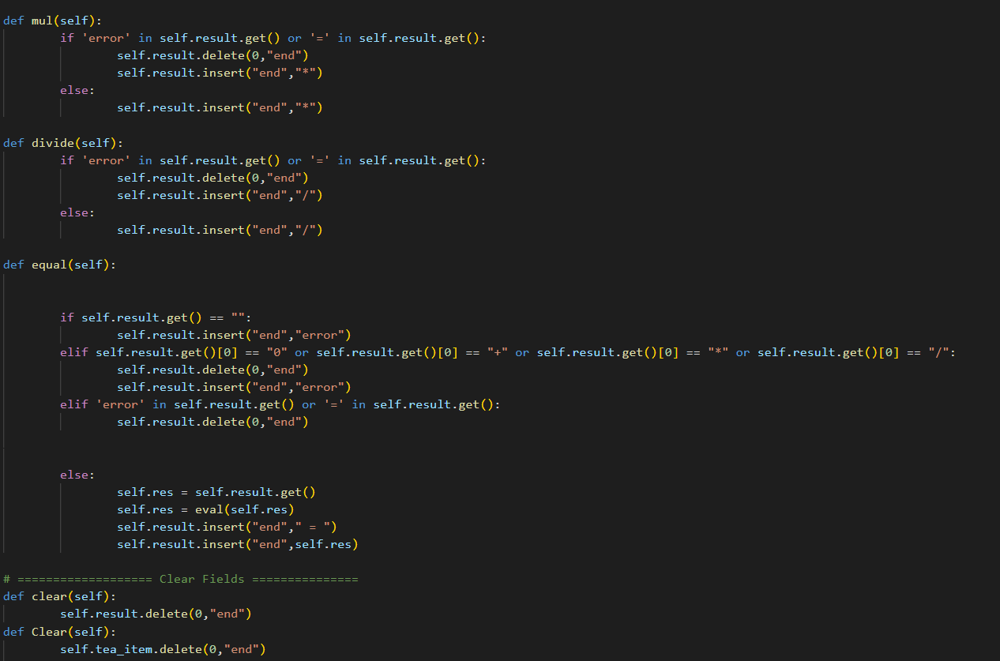 def mul(self):
        if 'error' in self.result.get() or '=' in self.result.get():
                self.result.delete(0,"end")
                self.result.insert("end","*")
        else:
                self.result.insert("end","*")

def divide(self):
        if 'error' in self.result.get() or '=' in self.result.get():
                self.result.delete(0,"end")
                self.result.insert("end","/")
        else:
                self.result.insert("end","/")

def equal(self):


        if self.result.get() == "":
                self.result.insert("end","error")
        elif self.result.get()[0] == "0" or self.result.get()[0] == "+" or self.result.get()[0] == "*" or self.result.get()[0] == "/":
                self.result.delete(0,"end")
                self.result.insert("end","error")
        elif 'error' in self.result.get() or '=' in self.result.get():
                self.result.delete(0,"end")


        else:
                self.res = self.result.get()
                self.res = eval(self.res)
                self.result.insert("end"," = ")
                self.result.insert("end",self.res)

# =================== Clear Fields ===============
def clear(self):
        self.result.delete(0,"end")
def Clear(self):
        self.tea_item.delete(0,"end")